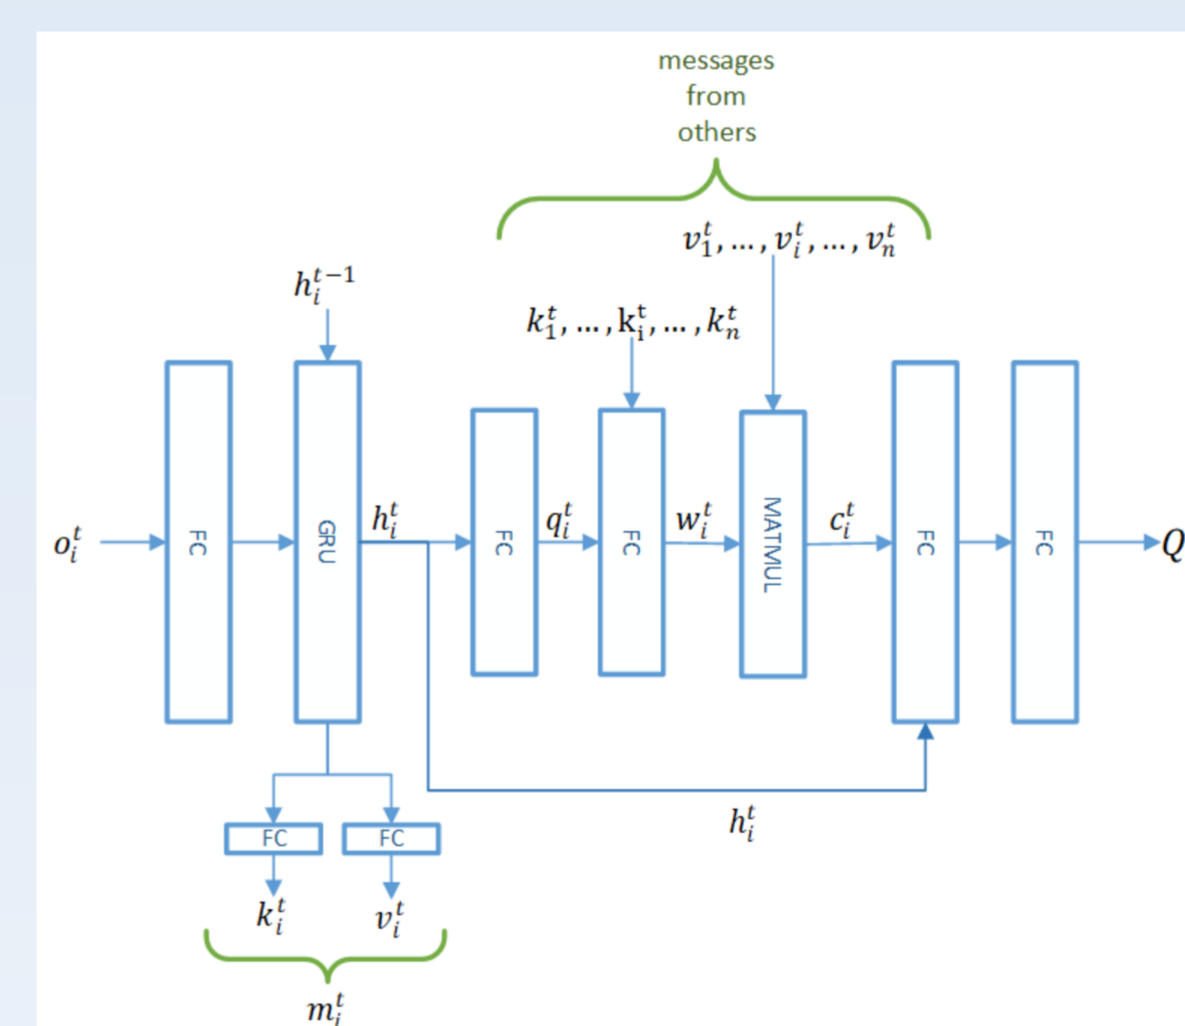 messages
from
others
v_1^t, ..., v_i^t, ..., v_n^t
h_i^{t-1}
k_1^t, ..., k_i^t, ..., k_n^t
o_i^t
FC
GRU
h_i^t
FC
q_i^t
FC
w_i^t
MATMUL
c_i^t
FC
FC
Q
h_i^t
FC
FC
k_i^t
v_i^t
m_i^t